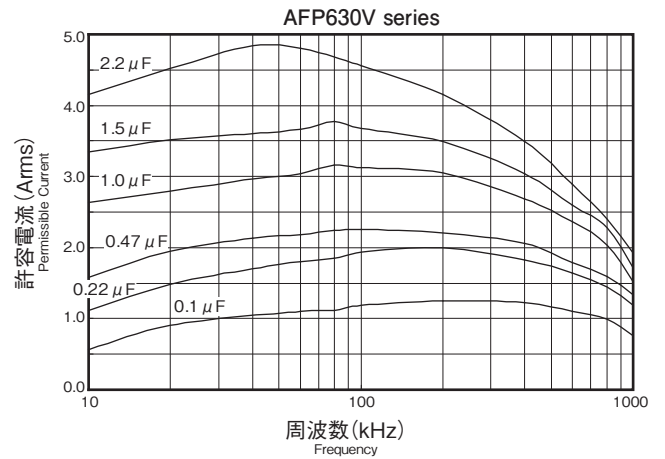 AFP630V series
5.0
4.0
3.0
2.0
1.0
0.0
許容電流(Arms)
Permissible Current
2.2 μF
1.5 μF
1.0 μF
0.47 μF
0.22 μF
0.1 μF
10
100
1000
周波数(kHz)
Frequency